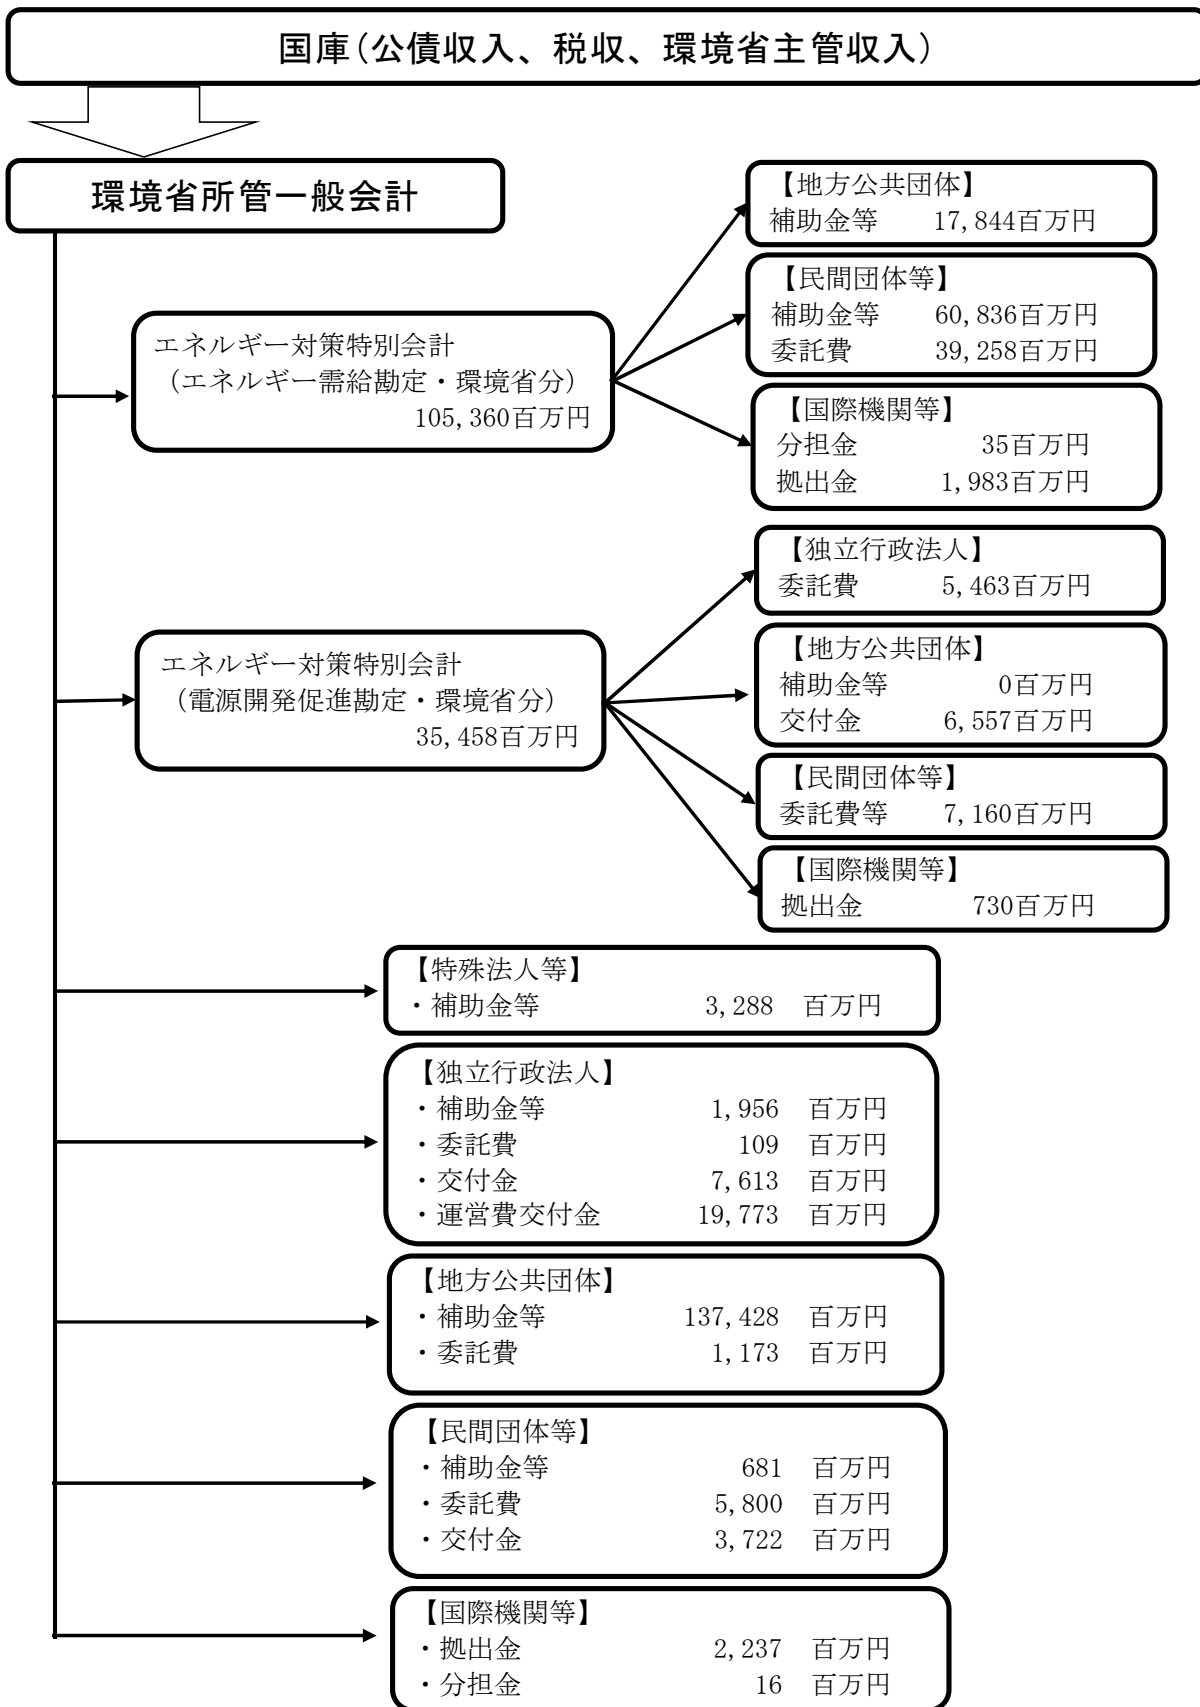 国庫(公債収入、税収、環境省主管収入)
環境省所管一般会計
エネルギー対策特別会計
(エネルギー需給勘定・環境省分)
105,360百万円
【地方公共団体】
補助金等 17,844百万円
【民間団体等】
補助金等 60,836百万円
委託費 39,258百万円
【国際機関等】
分担金 35百万円
拠出金 1,983百万円
エネルギー対策特別会計
(電源開発促進勘定・環境省分)
35,458百万円
【独立行政法人】
委託費 5,463百万円
【地方公共団体】
補助金等 0百万円
交付金 6,557百万円
【民間団体等】
委託費等 7,160百万円
【国際機関等】
拠出金 730百万円
【特殊法人等】
・補助金等 3,288 百万円
【独立行政法人】
・補助金等 1,956 百万円
・委託費 109 百万円
・交付金 7,613 百万円
・運営費交付金 19,773 百万円
【地方公共団体】
・補助金等 137,428 百万円
・委託費 1,173 百万円
【民間団体等】
・補助金等 681 百万円
・委託費 5,800 百万円
・交付金 3,722 百万円
【国際機関等】
・拠出金 2,237 百万円
・分担金 16 百万円